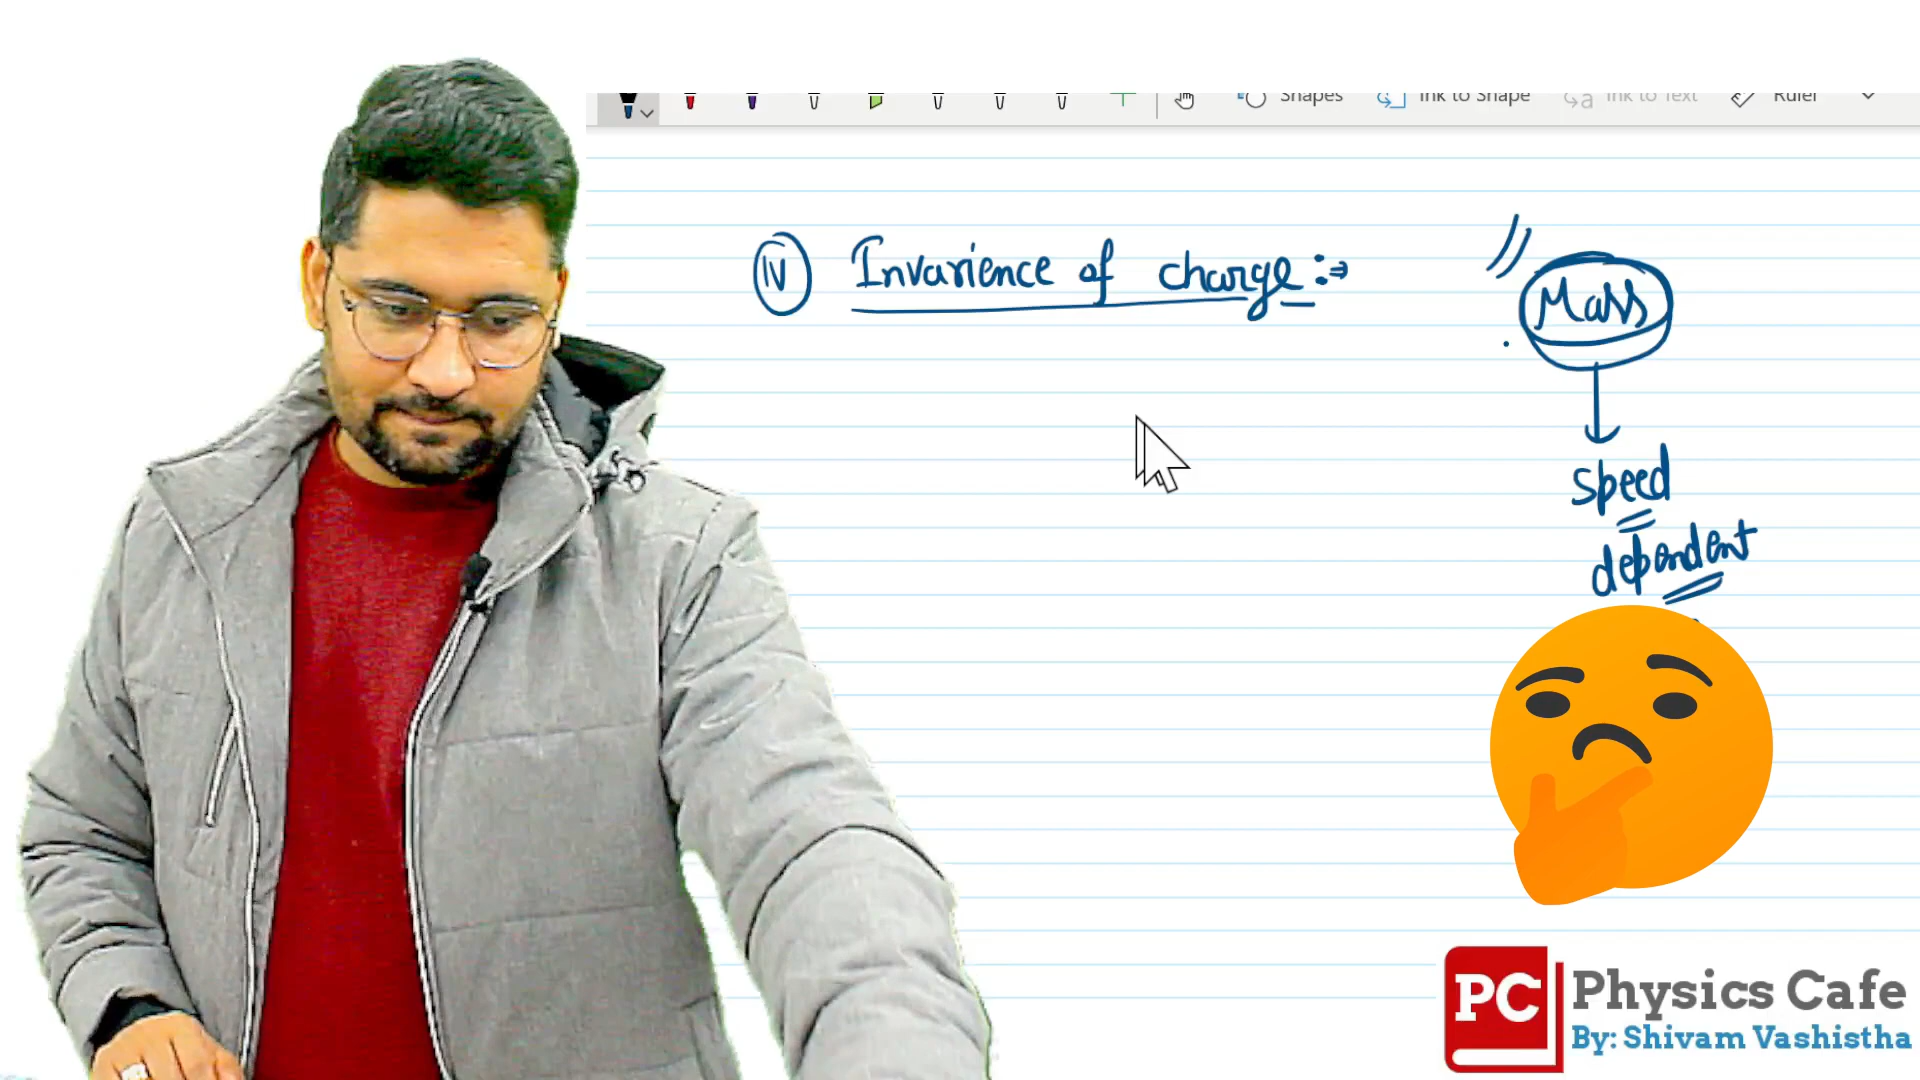 Shapes Ink to Shape Ink to Text Ruler
(iv) Invarience of charge :⇒
Mass
speed
dependent
PC Physics Cafe
By: Shivam Vashistha